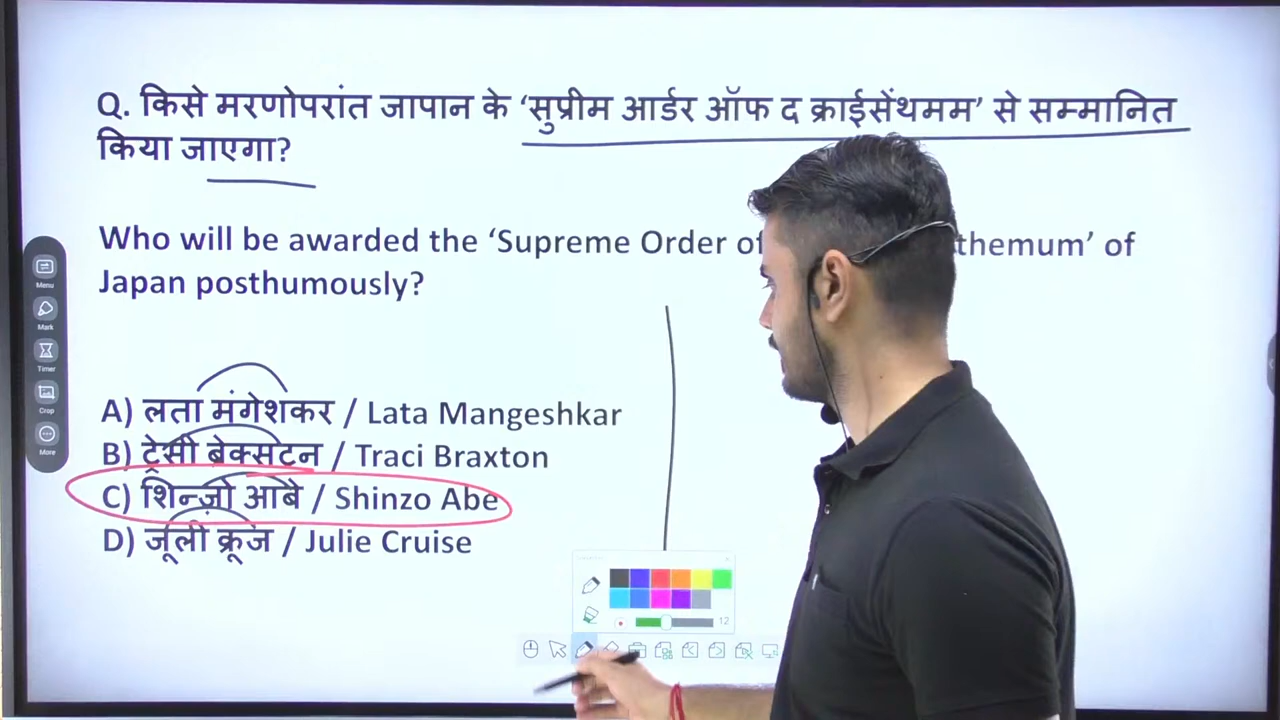 Q. किसे मरणोपरांत जापान के ‘सुप्रीम आर्डर ऑफ द क्राईसेंथमम’ से सम्मानित
किया जाएगा?
Who will be awarded the ‘Supreme Order of themum’ of
Japan posthumously?
A) लता मंगेशकर / Lata Mangeshkar
B) ट्रेसी बेक्सटन / Traci Braxton
C) शिन्ज़ो आबे / Shinzo Abe
D) जूली क्रूज / Julie Cruise
Menu
Mark
Timer
Crop
More
12